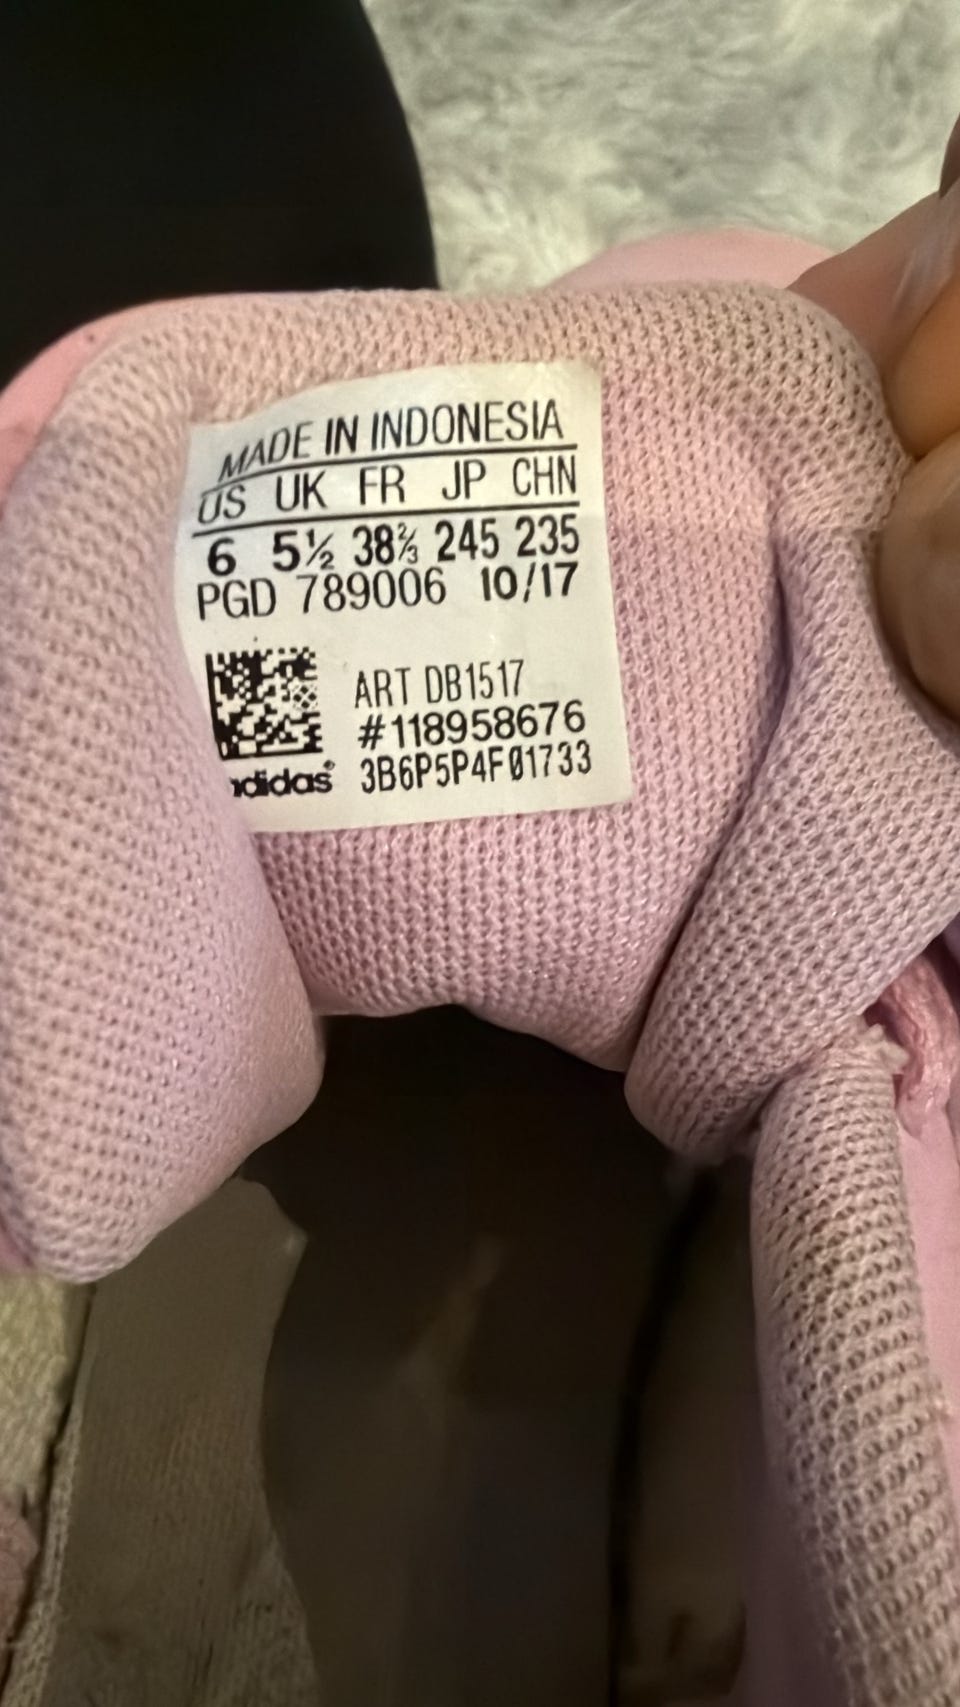 MADE IN INDONESIA
US UK FR JP CHN
6 5½ 38⅔ 245 235
PGD 789006 10/17
ART DB1517
#118958676
adidas® 3B6P5P4F01733